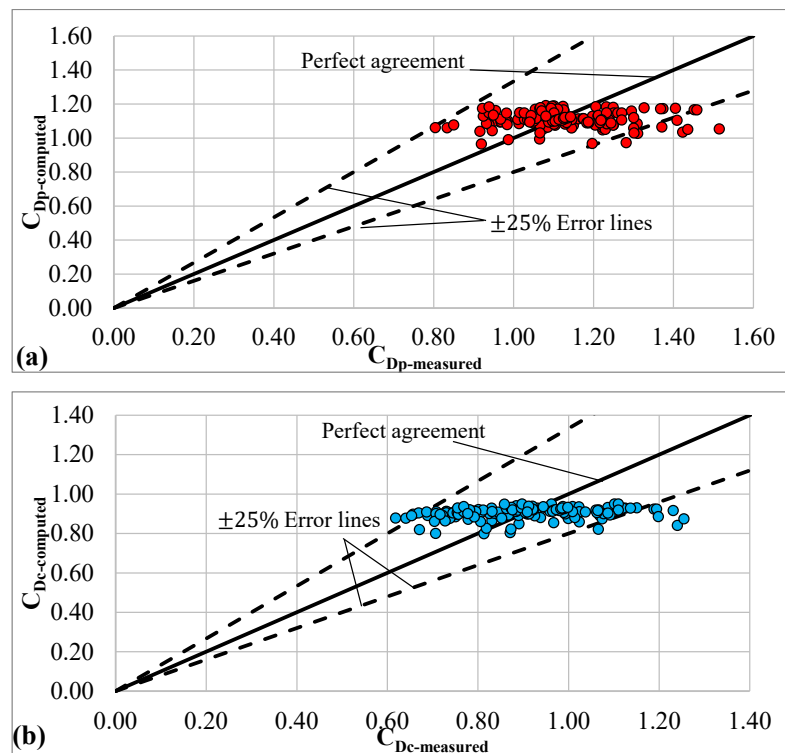 1.60
1.40
1.20
1.00
0.80
0.60
0.40
0.20
0.00
C_Dp-computed
Perfect agreement
±25% Error lines
0.00 0.20 0.40 0.60 0.80 1.00 1.20 1.40 1.60
(a)
C_Dp-measured
1.40
1.20
1.00
0.80
0.60
0.40
0.20
0.00
C_Dc-computed
Perfect agreement
±25% Error lines
0.00 0.20 0.40 0.60 0.80 1.00 1.20 1.40
(b)
C_Dc-measured